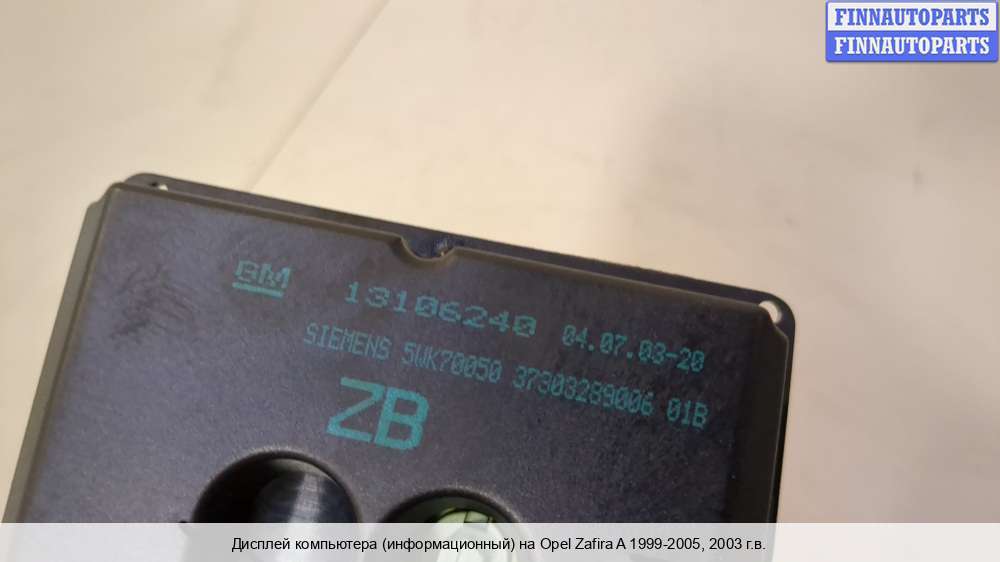 FINNAUTOPARTS
FINNAUTOPARTS
GM 13106240 04.07.03-20
SIEMENS 5WK70050 37303289006 01B
ZB
Дисплей компьютера (информационный) на Opel Zafira A 1999-2005, 2003 г.в.